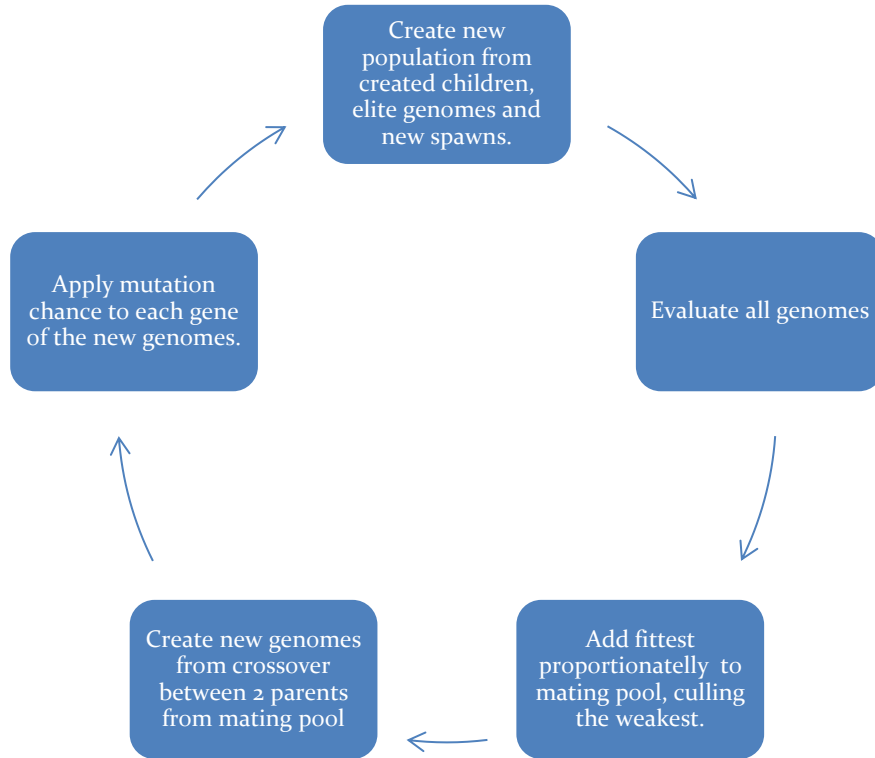 Create new
population from
created children,
elite genomes and
new spawns.
Evaluate all genomes
Add fittest
proportionatelly to
mating pool, culling
the weakest.
Create new genomes
from crossover
between 2 parents
from mating pool
Apply mutation
chance to each gene
of the new genomes.